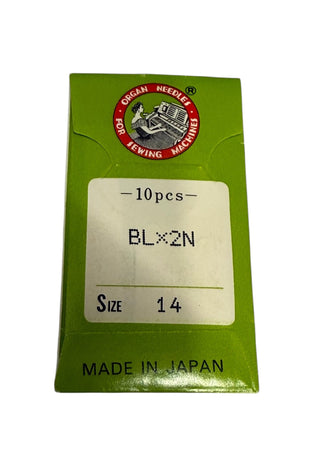 ORGAN NEEDLES
FOR SEWING MACHINES
®
-10pcs-
BL×2N
SIZE 14
MADE IN JAPAN